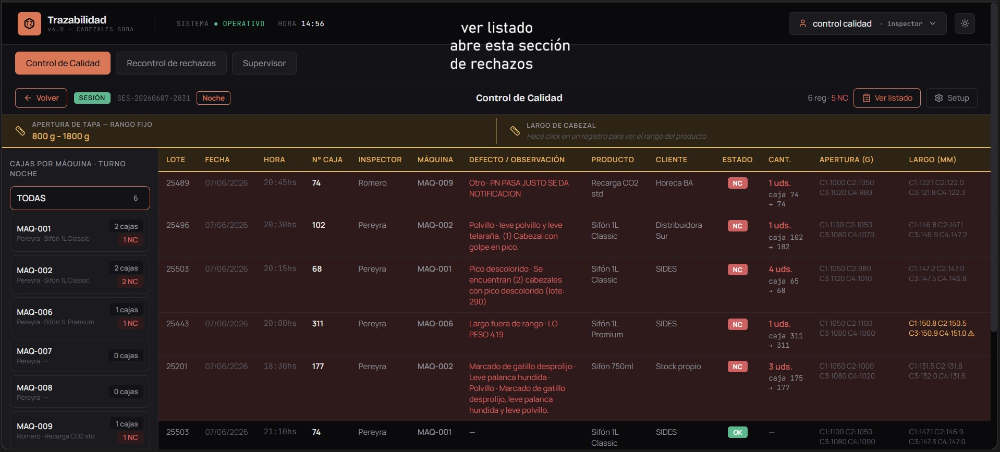 Trazabilidad
v4.0 · CABEZALES SODA
SISTEMA ● OPERATIVO HORA 14:56
ver listado
abre esta sección
de rechazos
control calidad · inspector
Control de Calidad
Recontrol de rechazos
Supervisor
← Volver
SESIÓN
SES-20260607-2031
Noche
Control de Calidad
6 reg · 5 NC
Ver listado
Setup
APERTURA DE TAPA — RANGO FIJO
800 g – 1800 g
LARGO DE CABEZAL
Hacé click en un registro para ver el rango del producto
CAJAS POR MÁQUINA · TURNO
NOCHE
TODAS 6
MAQ-001 2 cajas
Pereyra · Sifón 1L Classic 1 NC
MAQ-002 2 cajas
Pereyra · Sifón 1L Classic 2 NC
MAQ-006 1 cajas
Pereyra · Sifón 1L Premium 1 NC
MAQ-007 0 cajas
Pereyra · —
MAQ-008 0 cajas
Pereyra · —
MAQ-009 1 cajas
Romero · Recarga CO2 std 1 NC
LOTE FECHA HORA N° CAJA INSPECTOR MÁQUINA DEFECTO / OBSERVACIÓN PRODUCTO CLIENTE ESTADO CANT. APERTURA (G) LARGO (MM)
25489 07/06/2026 20:45hs 74 Romero MAQ-009 Otro · PN PASA JUSTO SE DA Recarga CO2 Horeca BA NC 1 uds. C1:1000 C2:1050 C1:122.1 C2:122.0
NOTIFICACION std caja 74 C3:1020 C4:980 C3:121.8 C4:122.3
→ 74
25496 07/06/2026 20:30hs 102 Pereyra MAQ-002 Polvillo · leve polvillo y leve Sifón 1L Distribuidora NC 1 uds. C1:1100 C2:1050 C1:146.8 C2:147.1
telaraña. (1) Cabezal con Classic Sur caja 102 C3:1080 C4:1070 C3:146.9 C4:147.2
golpe en pico. → 102
25503 07/06/2026 20:15hs 68 Pereyra MAQ-001 Pico descolorido · Se Sifón 1L SIDES NC 4 uds. C1:1050 C2:980 C1:147.2 C2:147.0
encuentran (2) cabezales Classic caja 65 C3:1120 C4:1010 C3:147.5 C4:146.8
con pico descolorido (lote: → 68
290)
25443 07/06/2026 20:00hs 311 Pereyra MAQ-006 Largo fuera de rango · LO Sifón 1L SIDES NC 1 uds. C1:1050 C2:1100 C1:150.8 C2:150.5
PESO 4.19 Premium caja 311 C3:1080 C4:1060 C3:150.9 C4:151.0 ⚠
→ 311
25201 07/06/2026 18:30hs 177 Pereyra MAQ-002 Marcado de gatillo desprolijo · Sifón 750ml Stock propio NC 3 uds. C1:1050 C2:1000 C1:131.5 C2:131.8
Leve palanca hundida · caja 175 C3:1080 C4:1020 C3:132.0 C4:131.6
Polvillo · Marcado de gatillo → 177
desprolijo, leve palanca
hundida y leve polvillo.
25503 07/06/2026 21:10hs 74 Pereyra MAQ-001 — Sifón 1L SIDES OK — C1:1100 C2:1050 C1:147.1 C2:146.9
Classic C3:1080 C4:1090 C3:147.3 C4:147.0